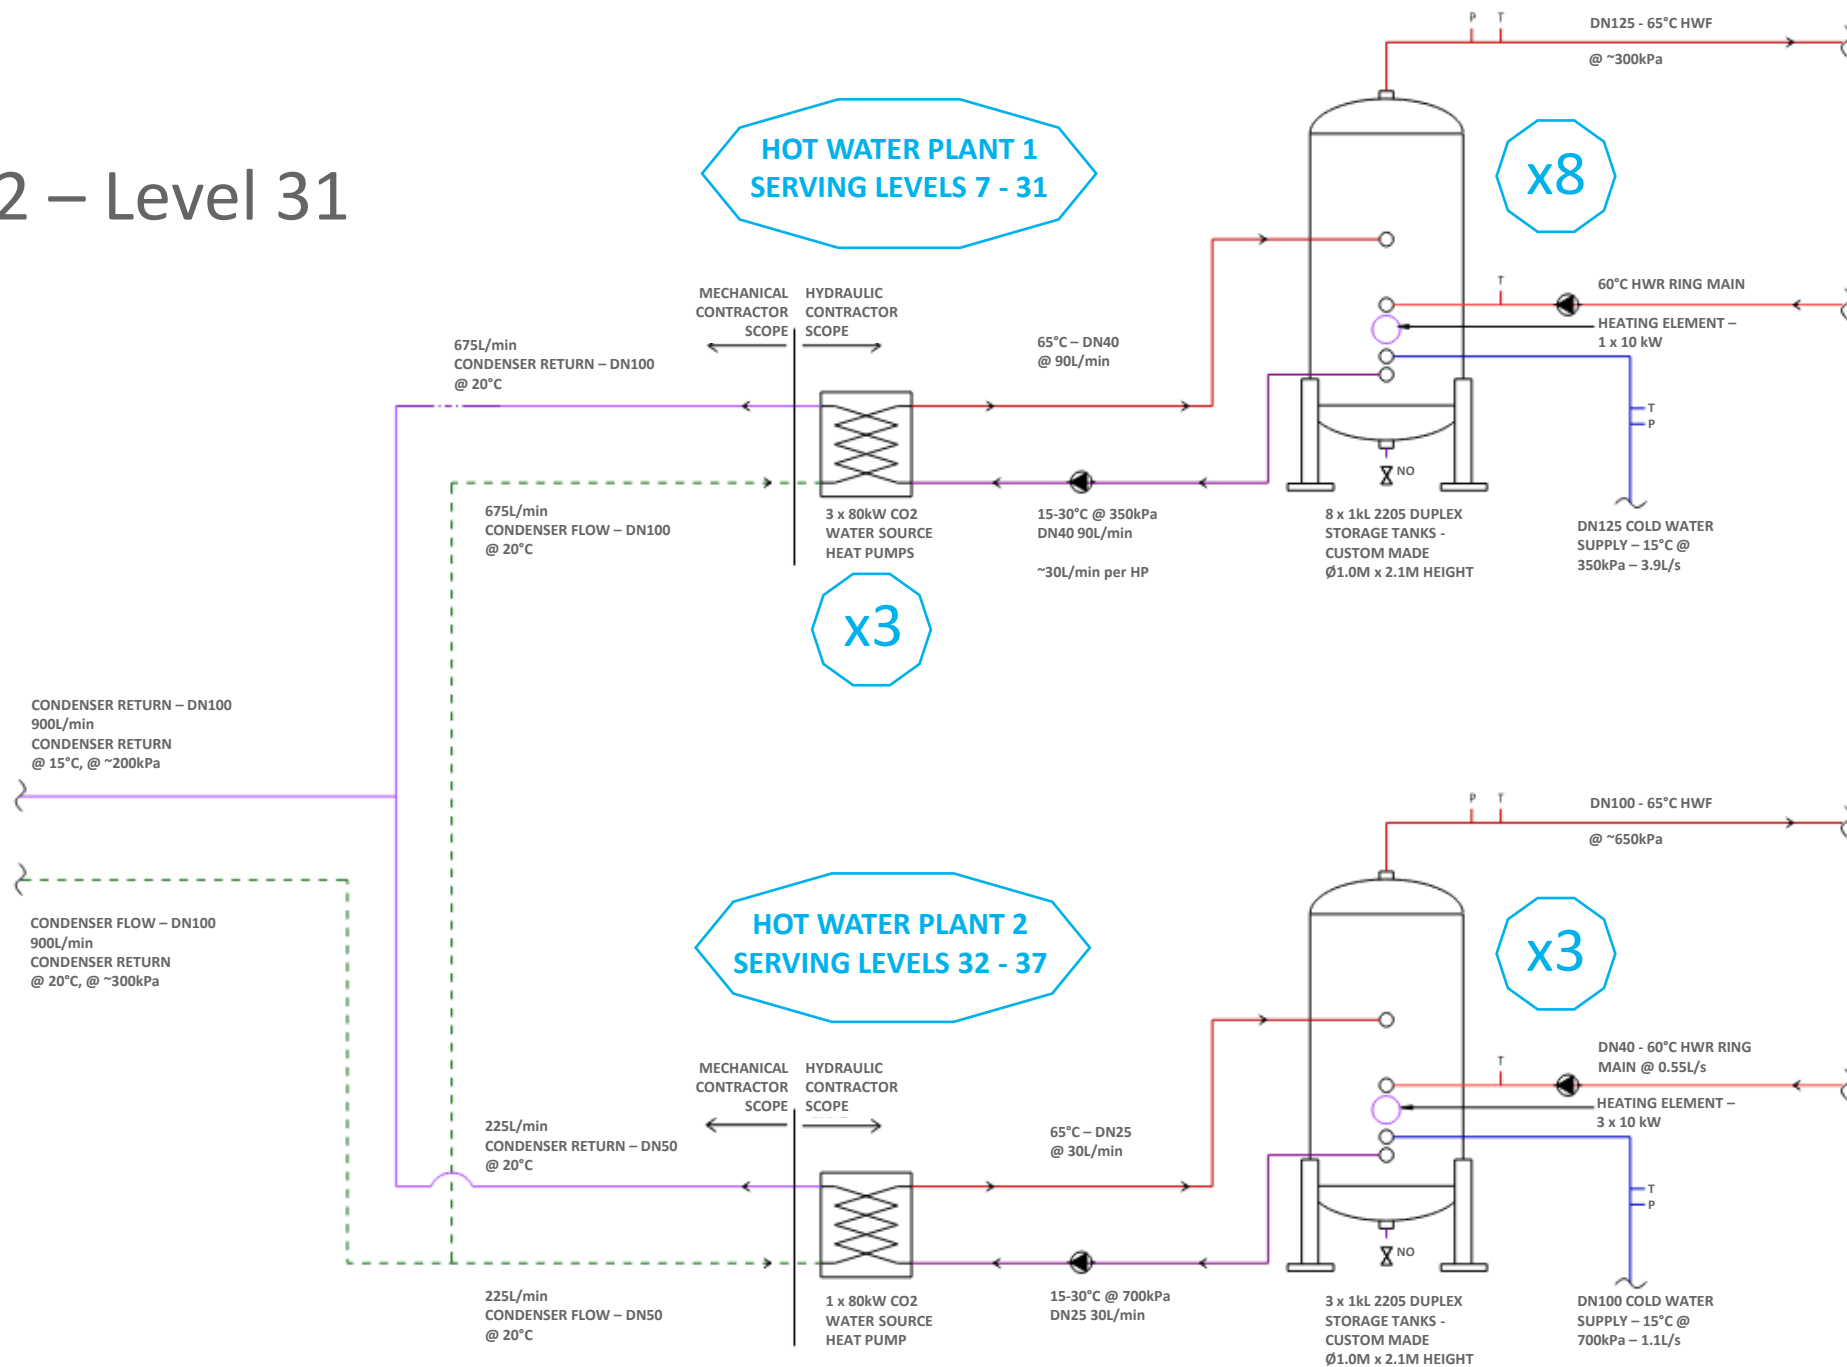 2 – Level 31
HOT WATER PLANT 1
SERVING LEVELS 7 - 31
P T
DN125 - 65°C HWF
@ ~300kPa
x8
MECHANICAL
CONTRACTOR
SCOPE
HYDRAULIC
CONTRACTOR
SCOPE
675L/min
CONDENSER RETURN – DN100
@ 20°C
65°C – DN40
@ 90L/min
T
60°C HWR RING MAIN
HEATING ELEMENT –
1 x 10 kW
T
P
NO
675L/min
CONDENSER FLOW – DN100
@ 20°C
3 x 80kW CO2
WATER SOURCE
HEAT PUMPS
15-30°C @ 350kPa
DN40 90L/min
~30L/min per HP
8 x 1kL 2205 DUPLEX
STORAGE TANKS -
CUSTOM MADE
Ø1.0M x 2.1M HEIGHT
DN125 COLD WATER
SUPPLY – 15°C @
350kPa – 3.9L/s
x3
CONDENSER RETURN – DN100
900L/min
CONDENSER RETURN
@ 15°C, @ ~200kPa
CONDENSER FLOW – DN100
900L/min
CONDENSER RETURN
@ 20°C, @ ~300kPa
HOT WATER PLANT 2
SERVING LEVELS 32 - 37
P T
DN100 - 65°C HWF
@ ~650kPa
x3
MECHANICAL
CONTRACTOR
SCOPE
HYDRAULIC
CONTRACTOR
SCOPE
225L/min
CONDENSER RETURN – DN50
@ 20°C
65°C – DN25
@ 30L/min
T
DN40 - 60°C HWR RING
MAIN @ 0.55L/s
HEATING ELEMENT –
3 x 10 kW
T
P
NO
225L/min
CONDENSER FLOW – DN50
@ 20°C
1 x 80kW CO2
WATER SOURCE
HEAT PUMP
15-30°C @ 700kPa
DN25 30L/min
3 x 1kL 2205 DUPLEX
STORAGE TANKS -
CUSTOM MADE
Ø1.0M x 2.1M HEIGHT
DN100 COLD WATER
SUPPLY – 15°C @
700kPa – 1.1L/s